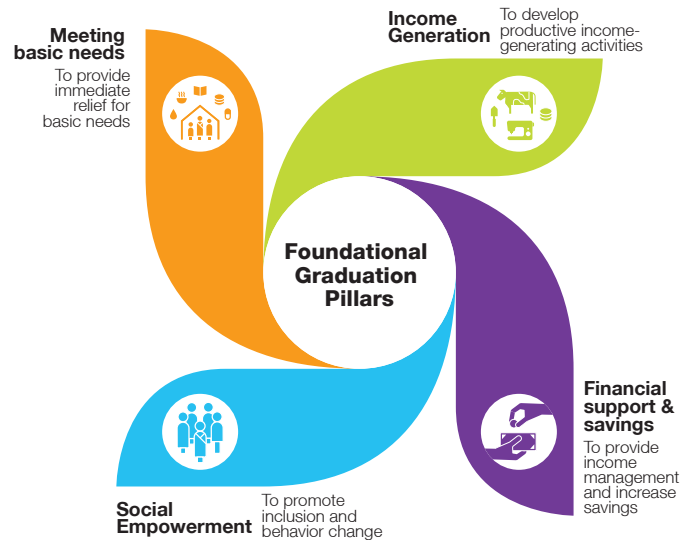 Meeting
basic needs
To provide
immediate
relief for
basic needs
Income
Generation
To develop
productive income-
generating activities
Foundational
Graduation
Pillars
Financial
support &
savings
To provide
income
management
and increase
savings
Social
Empowerment
To promote
inclusion and
behavior change